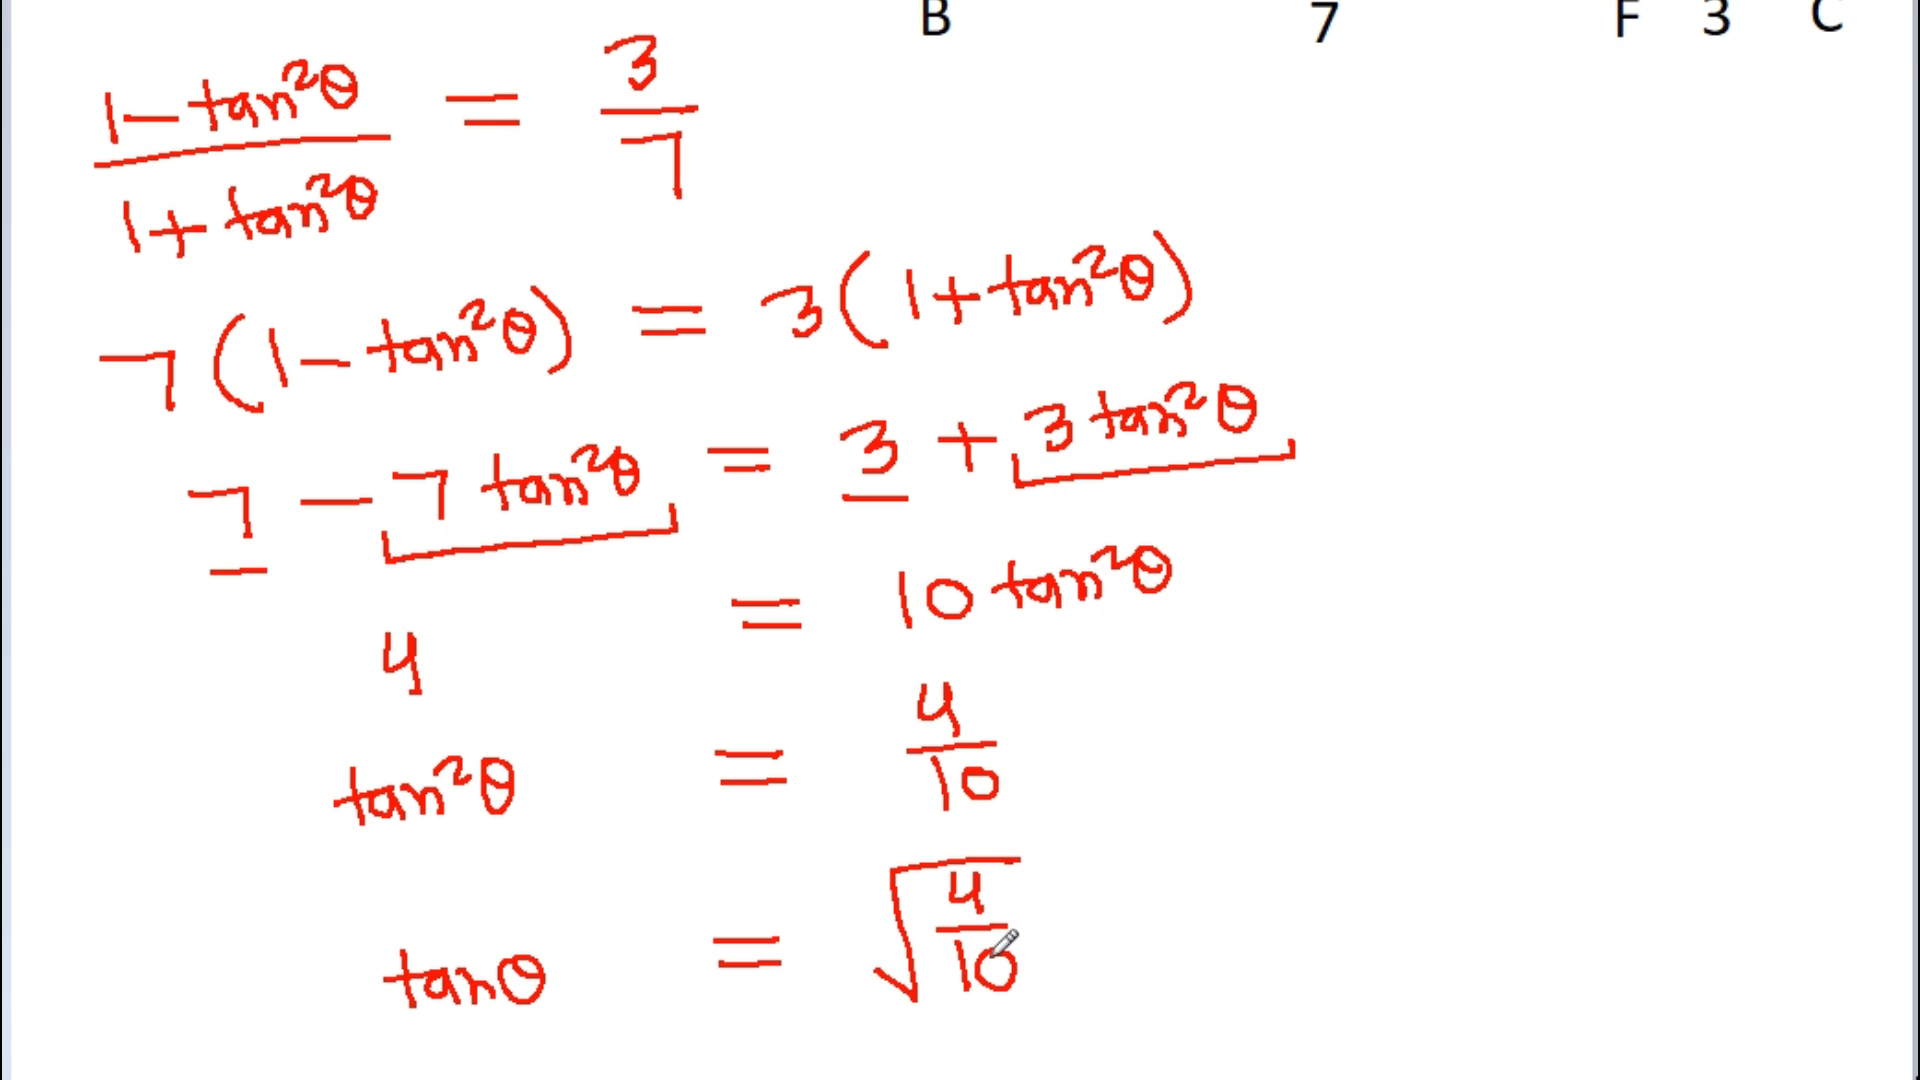 B 7 F 3 C
(1 - tan²θ)/(1 + tan²θ) = 3/7
7(1 - tan²θ) = 3(1 + tan²θ)
7 - 7 tan²θ = 3 + 3 tan²θ
4 = 10 tan²θ
tan²θ = 4/10
tanθ = √(4/10)